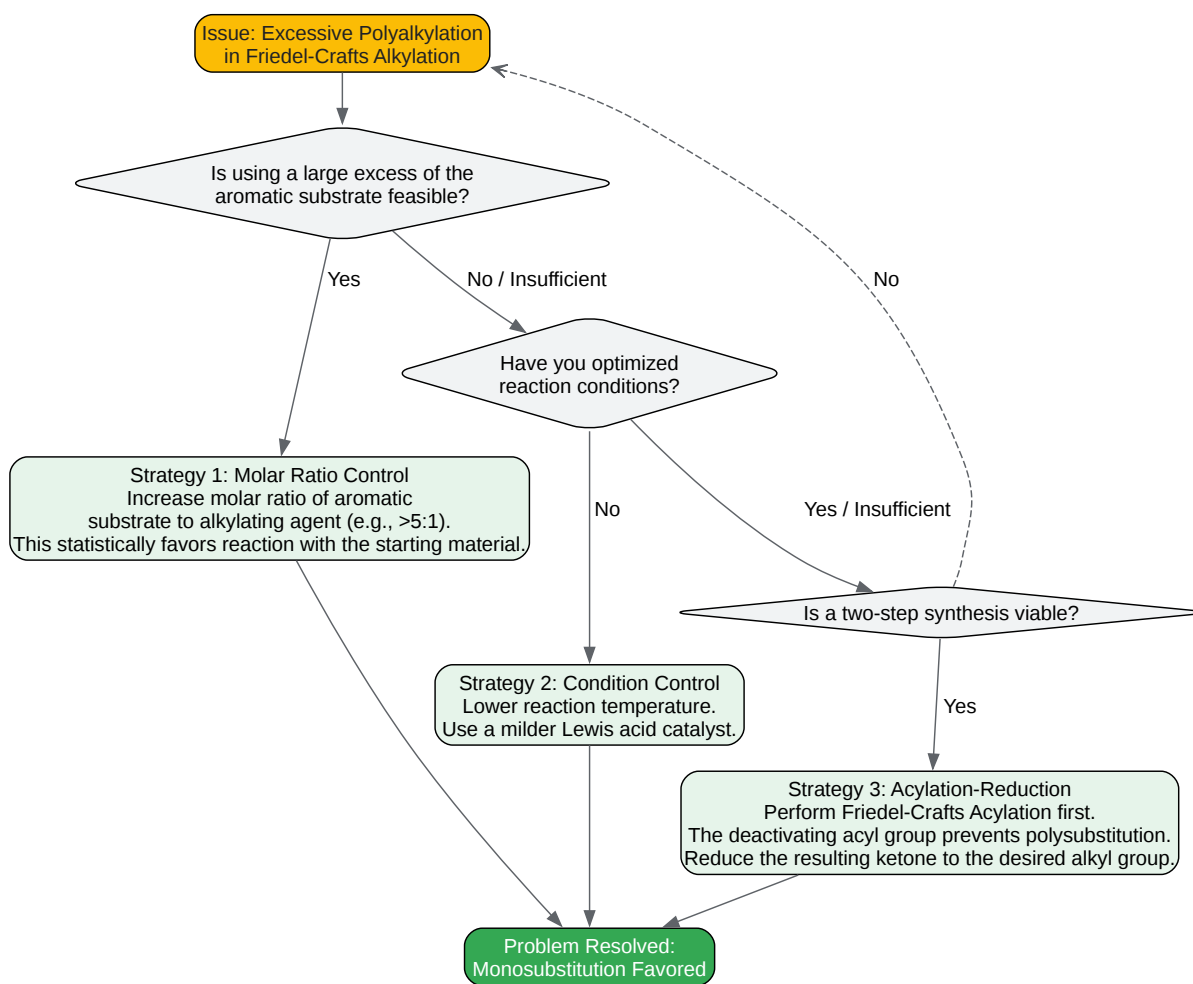 Issue: Excessive Polyalkylation
in Friedel-Crafts Alkylation
Is using a large excess of the
aromatic substrate feasible?
Yes
No / Insufficient
No
Have you optimized
reaction conditions?
Strategy 1: Molar Ratio Control
Increase molar ratio of aromatic
substrate to alkylating agent (e.g., >5:1).
This statistically favors reaction with the starting material.
No
Yes / Insufficient
Is a two-step synthesis viable?
Strategy 2: Condition Control
Lower reaction temperature.
Use a milder Lewis acid catalyst.
Yes
Strategy 3: Acylation-Reduction
Perform Friedel-Crafts Acylation first.
The deactivating acyl group prevents polysubstitution.
Reduce the resulting ketone to the desired alkyl group.
Problem Resolved:
Monosubstitution Favored